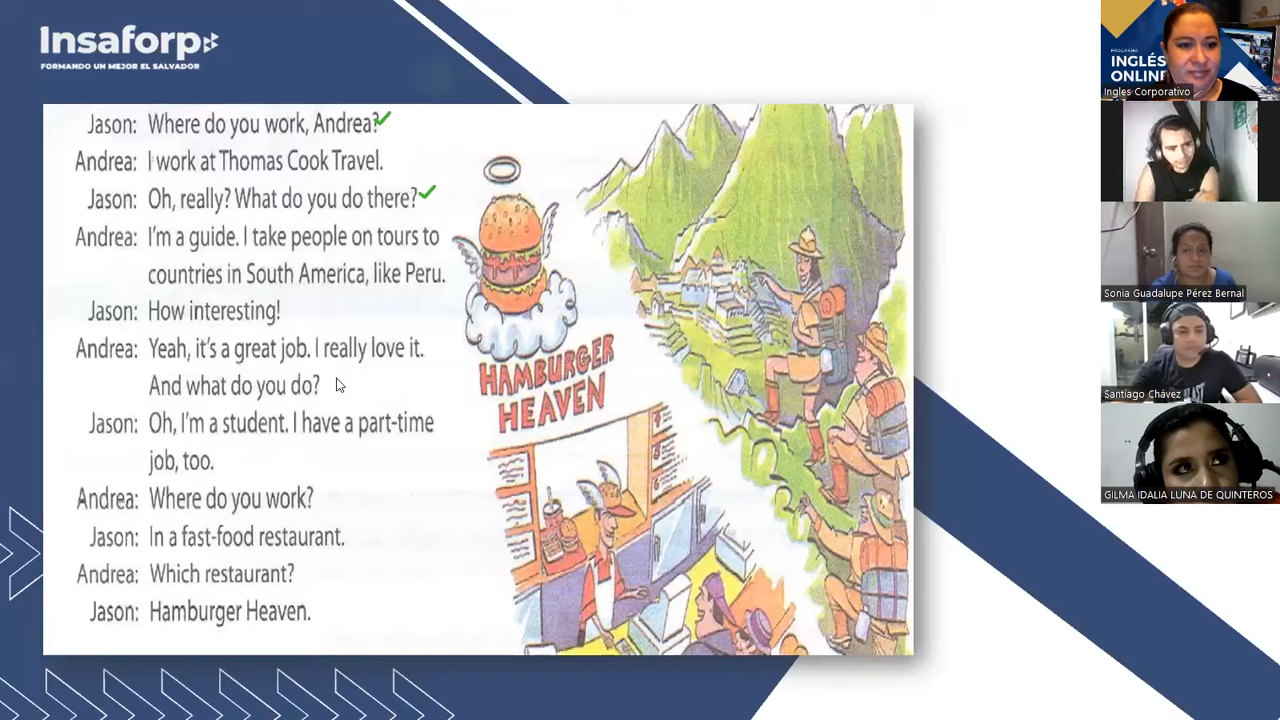 Insaforp
FORMANDO UN MEJOR EL SALVADOR
Jason: Where do you work, Andrea?
Andrea: I work at Thomas Cook Travel.
Jason: Oh, really? What do you do there?
Andrea: I'm a guide. I take people on tours to
countries in South America, like Peru.
Jason: How interesting!
Andrea: Yeah, it's a great job. I really love it.
And what do you do?
Jason: Oh, I'm a student. I have a part-time
job, too.
Andrea: Where do you work?
Jason: In a fast-food restaurant.
Andrea: Which restaurant?
Jason: Hamburger Heaven.
HAMBURGER
HEAVEN
PROGRAMA
INGLÉS
ONLINE
Ingles Corporativo
Sonia Guadalupe Pérez Bernal
Santiago Chávez
GILMA IDALIA LUNA DE QUINTEROS